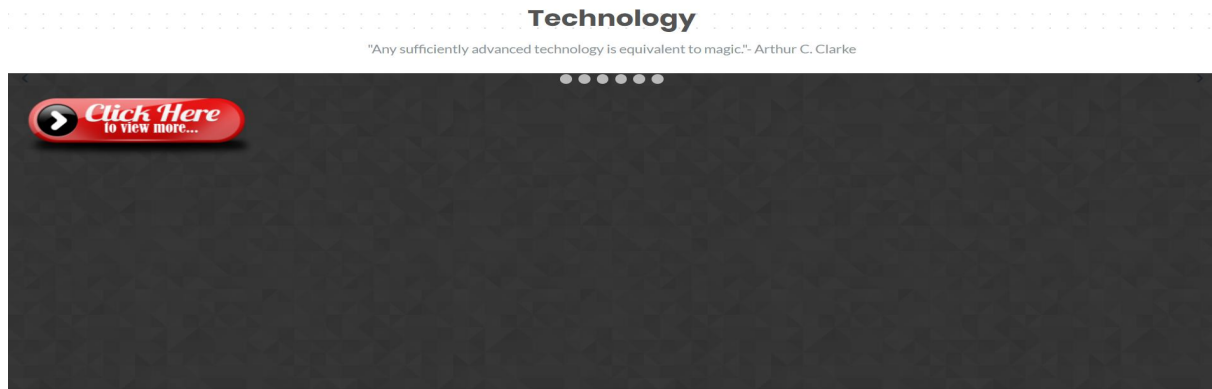 Technology
"Any sufficiently advanced technology is equivalent to magic."- Arthur C. Clarke
Click Here
to view more...